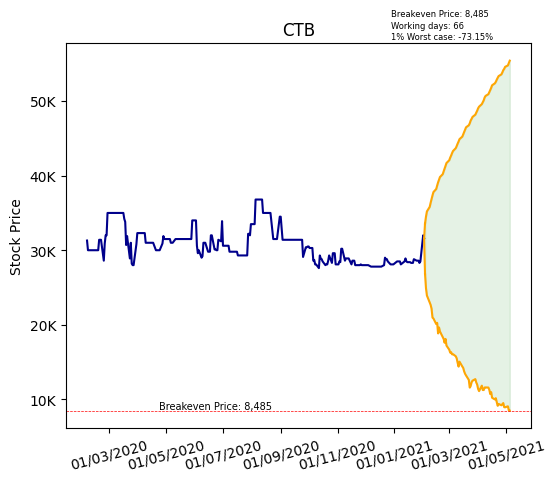 Breakeven Price: 8,485
Working days: 66
1% Worst case: -73.15%
CTB
Stock Price
50K
40K
30K
20K
10K
Breakeven Price: 8,485
01/03/2020
01/05/2020
01/07/2020
01/09/2020
01/11/2020
01/01/2021
01/03/2021
01/05/2021